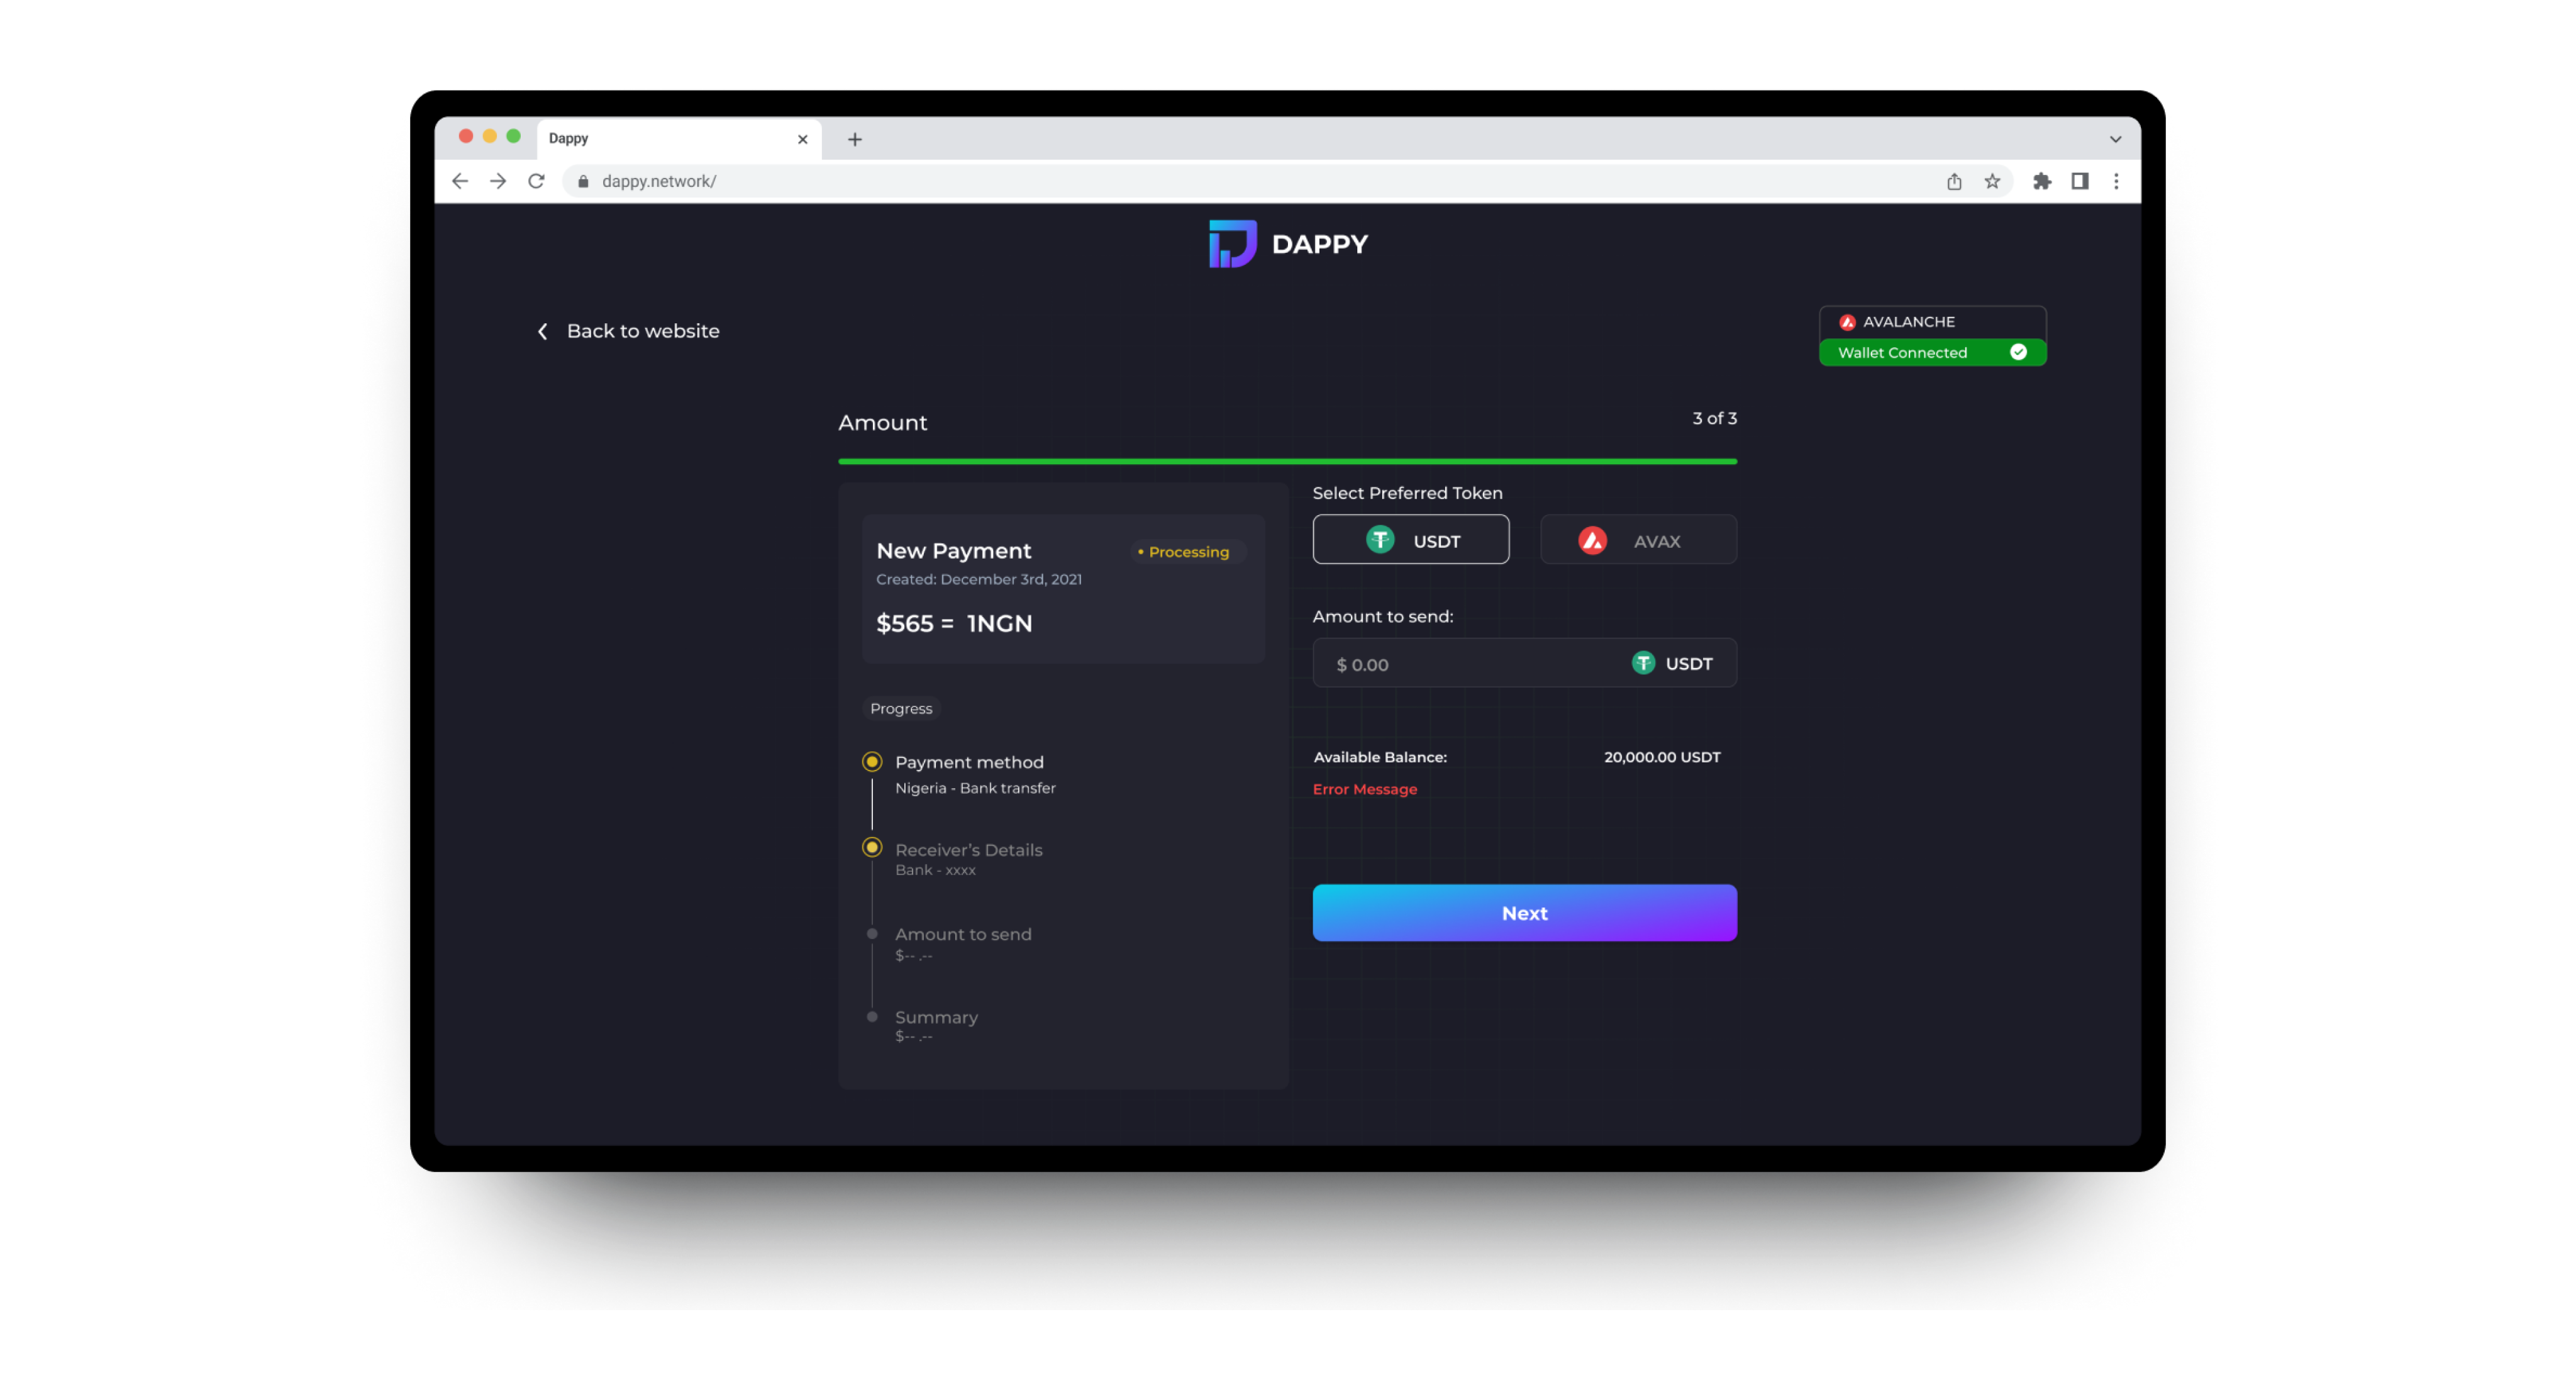 Dappy
dappy.network/
DAPPY
Back to website
AVALANCHE
Wallet Connected
Amount
3 of 3
New Payment
Processing
Created: December 3rd, 2021
$565 = 1NGN
Progress
Payment method
Nigeria - Bank transfer
Receiver’s Details
Bank - xxxx
Amount to send
$-- .--
Summary
$-- .--
Select Preferred Token
USDT
AVAX
Amount to send:
$ 0.00
USDT
Available Balance:
20,000.00 USDT
Error Message
Next